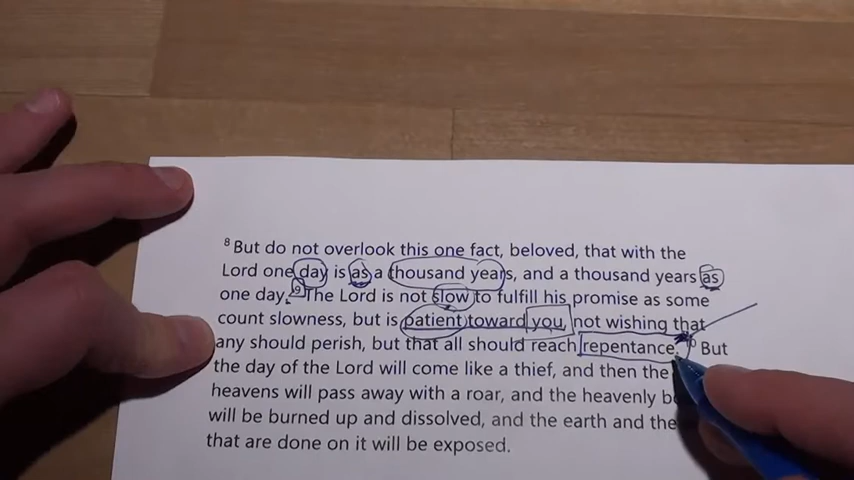 8 But do not overlook this one fact, beloved, that with the
Lord one day is as a thousand years, and a thousand years as
one day. 9 The Lord is not slow to fulfill his promise as some
count slowness, but is patient toward you, not wishing that
any should perish, but that all should reach repentance. But
the day of the Lord will come like a thief, and then the
heavens will pass away with a roar, and the heavenly
will be burned up and dissolved, and the earth and the
that are done on it will be exposed.